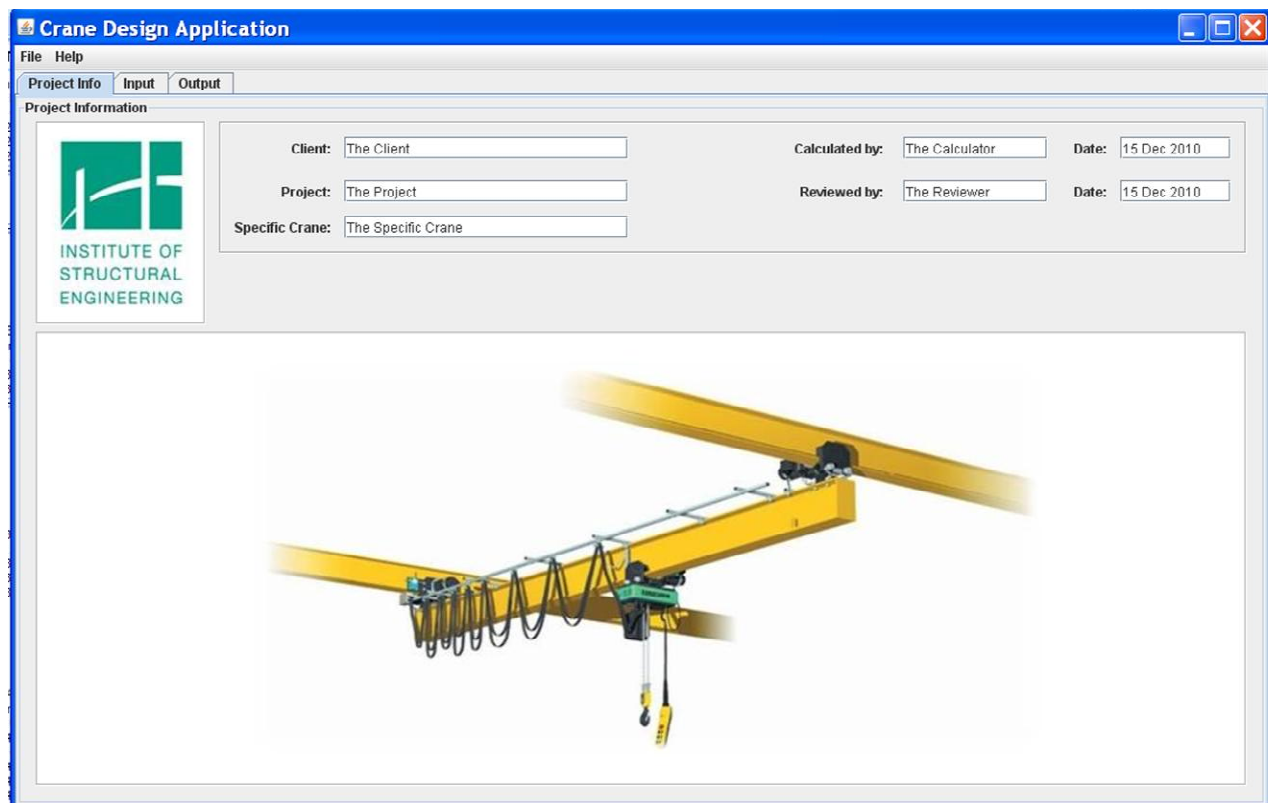 Crane Design Application
File Help
Project Info Input Output
Project Information
Client: The Client Calculated by: The Calculator Date: 15 Dec 2010
Project: The Project Reviewed by: The Reviewer Date: 15 Dec 2010
Specific Crane: The Specific Crane
INSTITUTE OF
STRUCTURAL
ENGINEERING